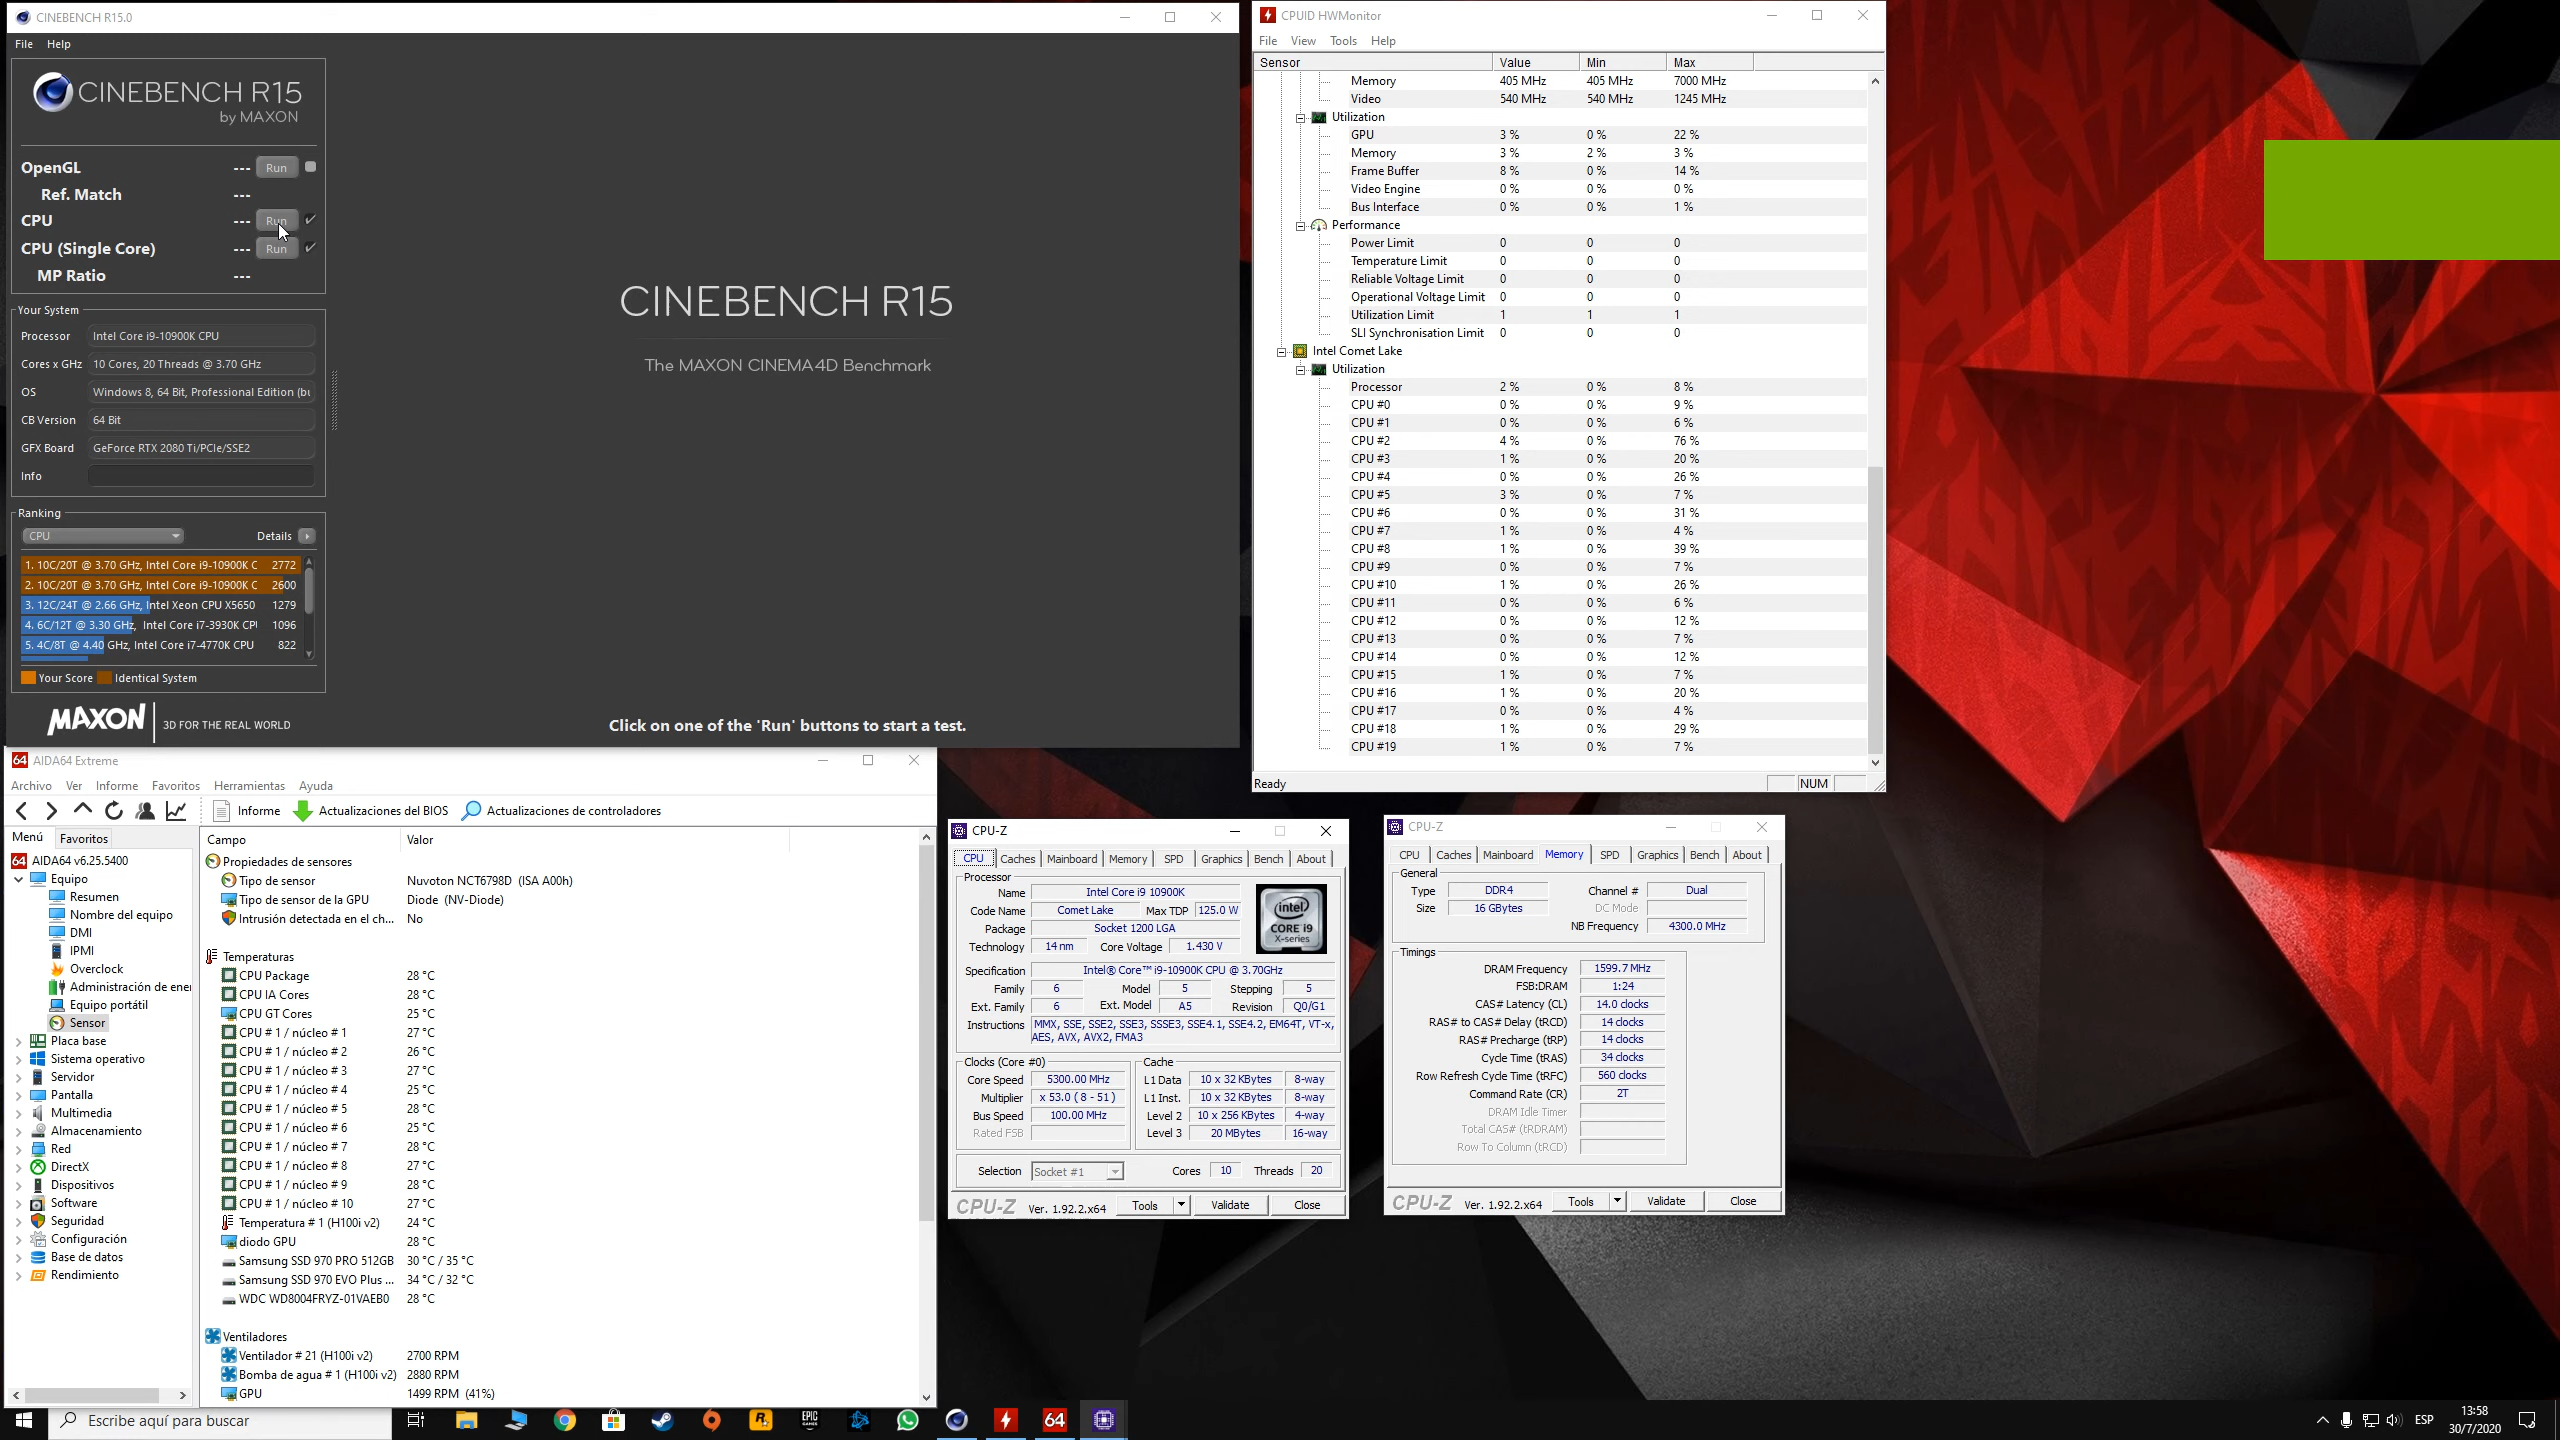 CINEBENCH R15.0
File Help
CINEBENCH R15
by MAXON
OpenGL --- Run
Ref. Match ---
CPU --- Run
CPU (Single Core) --- Run
MP Ratio ---
Your System
Processor Intel Core i9-10900K CPU
Cores x GHz 10 Cores, 20 Threads @ 3.70 GHz
OS Windows 8, 64 Bit, Professional Edition (bu
CB Version 64 Bit
GFX Board GeForce RTX 2080 Ti/PCIe/SSE2
Info
Ranking
CPU Details
1. 10C/20T @ 3.70 GHz, Intel Core i9-10900K C 2772
2. 10C/20T @ 3.70 GHz, Intel Core i9-10900K C 2600
3. 12C/24T @ 2.66 GHz, Intel Xeon CPU X5650 1279
4. 6C/12T @ 3.30 GHz, Intel Core i7-3930K CPU 1096
5. 4C/8T @ 4.40 GHz, Intel Core i7-4770K CPU 822
Your Score Identical System
MAXON 3D FOR THE REAL WORLD
CINEBENCH R15
The MAXON CINEMA4D Benchmark
Click on one of the 'Run' buttons to start a test.
CPUID HWMonitor
File View Tools Help
Sensor Value Min Max
Memory 405 MHz 405 MHz 7000 MHz
Video 540 MHz 540 MHz 1245 MHz
Utilization
GPU 3 % 0 % 22 %
Memory 3 % 2 % 3 %
Frame Buffer 8 % 0 % 14 %
Video Engine 0 % 0 % 0 %
Bus Interface 0 % 0 % 1 %
Performance
Power Limit 0 0 0
Temperature Limit 0 0 0
Reliable Voltage Limit 0 0 0
Operational Voltage Limit 0 0 0
Utilization Limit 1 1 1
SLI Synchronisation Limit 0 0 0
Intel Comet Lake
Utilization
Processor 2 % 0 % 8 %
CPU #0 0 % 0 % 9 %
CPU #1 0 % 0 % 6 %
CPU #2 4 % 0 % 76 %
CPU #3 1 % 0 % 20 %
CPU #4 0 % 0 % 26 %
CPU #5 3 % 0 % 7 %
CPU #6 0 % 0 % 31 %
CPU #7 1 % 0 % 4 %
CPU #8 1 % 0 % 39 %
CPU #9 0 % 0 % 7 %
CPU #10 1 % 0 % 26 %
CPU #11 0 % 0 % 6 %
CPU #12 0 % 0 % 12 %
CPU #13 0 % 0 % 7 %
CPU #14 0 % 0 % 12 %
CPU #15 1 % 0 % 7 %
CPU #16 1 % 0 % 20 %
CPU #17 0 % 0 % 4 %
CPU #18 1 % 0 % 29 %
CPU #19 1 % 0 % 7 %
Ready NUM
64 AIDA64 Extreme
Archivo Ver Informe Favoritos Herramientas Ayuda
Informe Actualizaciones del BIOS Actualizaciones de controladores
Menú Favoritos
64 AIDA64 v6.25.5400
Equipo
Resumen
Nombre del equipo
DMI
IPMI
Overclock
Administración de ener
Equipo portátil
Sensor
Placa base
Sistema operativo
Servidor
Pantalla
Multimedia
Almacenamiento
Red
DirectX
Dispositivos
Software
Seguridad
Configuración
Base de datos
Rendimiento
Campo Valor
Propiedades de sensores
Tipo de sensor Nuvoton NCT6798D (ISA A00h)
Tipo de sensor de la GPU Diode (NV-Diode)
Intrusión detectada en el ch... No
Temperaturas
CPU Package 28 °C
CPU IA Cores 28 °C
CPU GT Cores 25 °C
CPU # 1 / núcleo # 1 27 °C
CPU # 1 / núcleo # 2 26 °C
CPU # 1 / núcleo # 3 27 °C
CPU # 1 / núcleo # 4 25 °C
CPU # 1 / núcleo # 5 28 °C
CPU # 1 / núcleo # 6 25 °C
CPU # 1 / núcleo # 7 28 °C
CPU # 1 / núcleo # 8 27 °C
CPU # 1 / núcleo # 9 28 °C
CPU # 1 / núcleo # 10 27 °C
Temperatura # 1 (H100i v2) 24 °C
diodo GPU 28 °C
Samsung SSD 970 PRO 512GB 30 °C / 35 °C
Samsung SSD 970 EVO Plus ... 34 °C / 32 °C
WDC WD8004FRYZ-01VAEB0 28 °C
Ventiladores
Ventilador # 21 (H100i v2) 2700 RPM
Bomba de agua # 1 (H100i v2) 2880 RPM
GPU 1499 RPM (41%)
CPU-Z
CPU Caches Mainboard Memory SPD Graphics Bench About
Processor
Name Intel Core i9 10900K
Code Name Comet Lake Max TDP 125.0 W
Package Socket 1200 LGA
Technology 14 nm Core Voltage 1.430 V
intel CORE i9 X-series
Specification Intel® Core™ i9-10900K CPU @ 3.70GHz
Family 6 Model 5 Stepping 5
Ext. Family 6 Ext. Model A5 Revision Q0/G1
Instructions MMX, SSE, SSE2, SSE3, SSSE3, SSE4.1, SSE4.2, EM64T, VT-x,
AES, AVX, AVX2, FMA3
Clocks (Core #0) Cache
Core Speed 5300.00 MHz L1 Data 10 x 32 KBytes 8-way
Multiplier x 53.0 ( 8 - 51 ) L1 Inst. 10 x 32 KBytes 8-way
Bus Speed 100.00 MHz Level 2 10 x 256 KBytes 4-way
Rated FSB Level 3 20 MBytes 16-way
Selection Socket #1 Cores 10 Threads 20
CPU-Z Ver. 1.92.2.x64 Tools Validate Close
CPU-Z
CPU Caches Mainboard Memory SPD Graphics Bench About
General
Type DDR4 Channel # Dual
Size 16 GBytes DC Mode
NB Frequency 4300.0 MHz
Timings
DRAM Frequency 1599.7 MHz
FSB:DRAM 1:24
CAS# Latency (CL) 14.0 clocks
RAS# to CAS# Delay (tRCD) 14 clocks
RAS# Precharge (tRP) 14 clocks
Cycle Time (tRAS) 34 clocks
Row Refresh Cycle Time (tRFC) 560 clocks
Command Rate (CR) 2T
DRAM Idle Timer
Total CAS# (tRDRAM)
Row To Column (tRCD)
CPU-Z Ver. 1.92.2.x64 Tools Validate Close
Escribe aquí para buscar
R
EPIC GAMES
64
ESP
13:58
30/7/2020